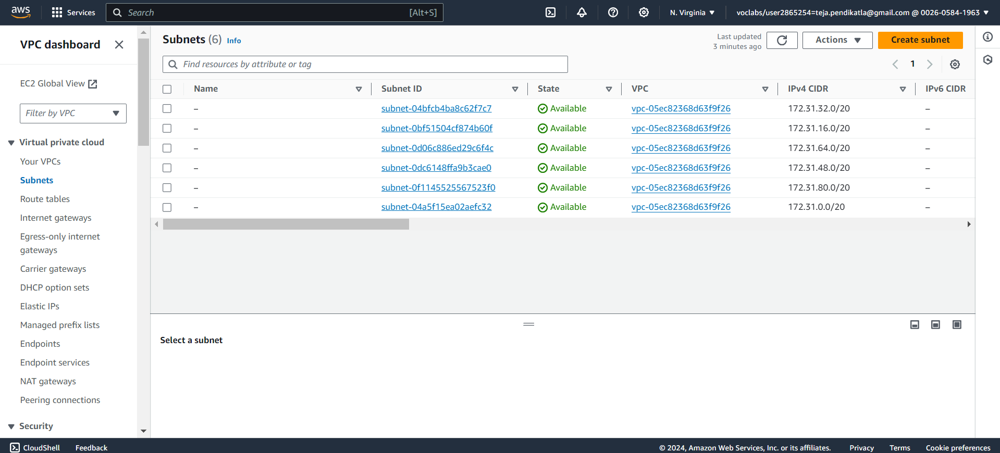 aws
Services
Search [Alt+S]
N. Virginia
voclabs/user2865254=teja.pendikatla@gmail.com @ 0026-0584-1963
VPC dashboard
EC2 Global View
Filter by VPC
Virtual private cloud
Your VPCs
Subnets
Route tables
Internet gateways
Egress-only internet
gateways
Carrier gateways
DHCP option sets
Elastic IPs
Managed prefix lists
Endpoints
Endpoint services
NAT gateways
Peering connections
Security
Subnets (6) Info
Last updated
3 minutes ago
Actions
Create subnet
Find resources by attribute or tag
1
Name Subnet ID State VPC IPv4 CIDR IPv6 CIDR
– subnet-04bfcb4ba8c62f7c7 Available vpc-05ec82368d63f9f26 172.31.32.0/20 –
– subnet-0bf51504cf874b60f Available vpc-05ec82368d63f9f26 172.31.16.0/20 –
– subnet-0d06c886ed29c6f4c Available vpc-05ec82368d63f9f26 172.31.64.0/20 –
– subnet-0dc6148ffa9b3cae0 Available vpc-05ec82368d63f9f26 172.31.48.0/20 –
– subnet-0f1145525567523f0 Available vpc-05ec82368d63f9f26 172.31.80.0/20 –
– subnet-04a5f15ea02aefc32 Available vpc-05ec82368d63f9f26 172.31.0.0/20 –
Select a subnet
CloudShell Feedback
© 2024, Amazon Web Services, Inc. or its affiliates. Privacy Terms Cookie preferences